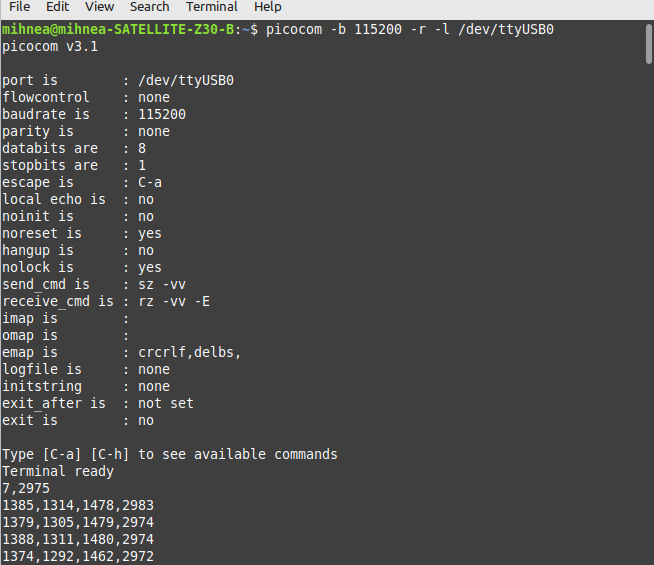 File Edit View Search Terminal Help
mihnea@mihnea-SATELLITE-Z30-B:~$ picocom -b 115200 -r -l /dev/ttyUSB0
picocom v3.1

port is        : /dev/ttyUSB0
flowcontrol    : none
baudrate is    : 115200
parity is      : none
databits are   : 8
stopbits are   : 1
escape is      : C-a
local echo is  : no
noinit is      : no
noreset is     : yes
hangup is      : no
nolock is      : yes
send_cmd is    : sz -vv
receive_cmd is : rz -vv -E
imap is        :
omap is        :
emap is        : crcrlf,delbs,
logfile is     : none
initstring     : none
exit_after is  : not set
exit is        : no

Type [C-a] [C-h] to see available commands
Terminal ready
7,2975
1385,1314,1478,2983
1379,1305,1479,2974
1388,1311,1480,2974
1374,1292,1462,2972